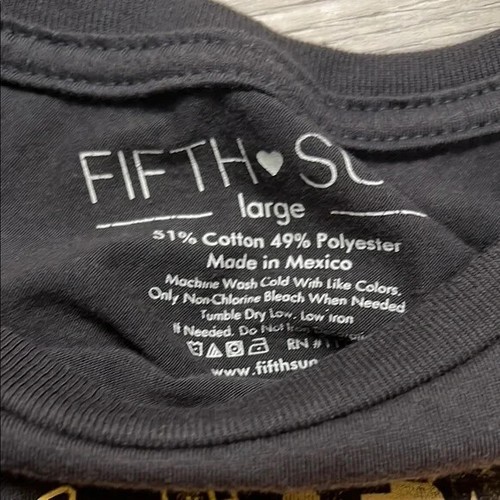 FIFTH♥SU
large
51% Cotton 49% Polyester
Made in Mexico
Machine Wash Cold With Like Colors,
Only Non-Chlorine Bleach When Needed
Tumble Dry Low, Low Iron
If Needed. Do Not Iron
RN #
www.fifthsun